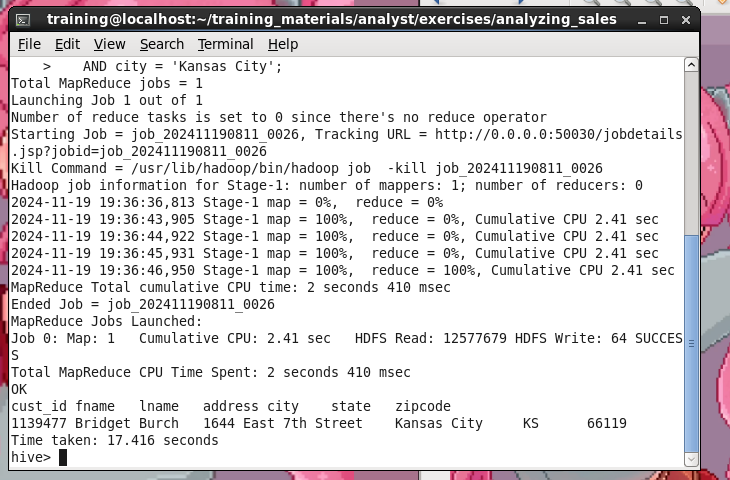 training@localhost:~/training_materials/analyst/exercises/analyzing_sales
File Edit View Search Terminal Help
    >    AND city = 'Kansas City';
Total MapReduce jobs = 1
Launching Job 1 out of 1
Number of reduce tasks is set to 0 since there's no reduce operator
Starting Job = job_202411190811_0026, Tracking URL = http://0.0.0.0:50030/jobdetails
.jsp?jobid=job_202411190811_0026
Kill Command = /usr/lib/hadoop/bin/hadoop job  -kill job_202411190811_0026
Hadoop job information for Stage-1: number of mappers: 1; number of reducers: 0
2024-11-19 19:36:36,813 Stage-1 map = 0%,  reduce = 0%
2024-11-19 19:36:43,905 Stage-1 map = 100%,  reduce = 0%, Cumulative CPU 2.41 sec
2024-11-19 19:36:44,922 Stage-1 map = 100%,  reduce = 0%, Cumulative CPU 2.41 sec
2024-11-19 19:36:45,931 Stage-1 map = 100%,  reduce = 0%, Cumulative CPU 2.41 sec
2024-11-19 19:36:46,950 Stage-1 map = 100%,  reduce = 100%, Cumulative CPU 2.41 sec
MapReduce Total cumulative CPU time: 2 seconds 410 msec
Ended Job = job_202411190811_0026
MapReduce Jobs Launched:
Job 0: Map: 1   Cumulative CPU: 2.41 sec   HDFS Read: 12577679 HDFS Write: 64 SUCCES
S
Total MapReduce CPU Time Spent: 2 seconds 410 msec
OK
cust_id fname   lname   address city    state   zipcode
1139477 Bridget Burch   1644 East 7th Street    Kansas City     KS      66119
Time taken: 17.416 seconds
hive>